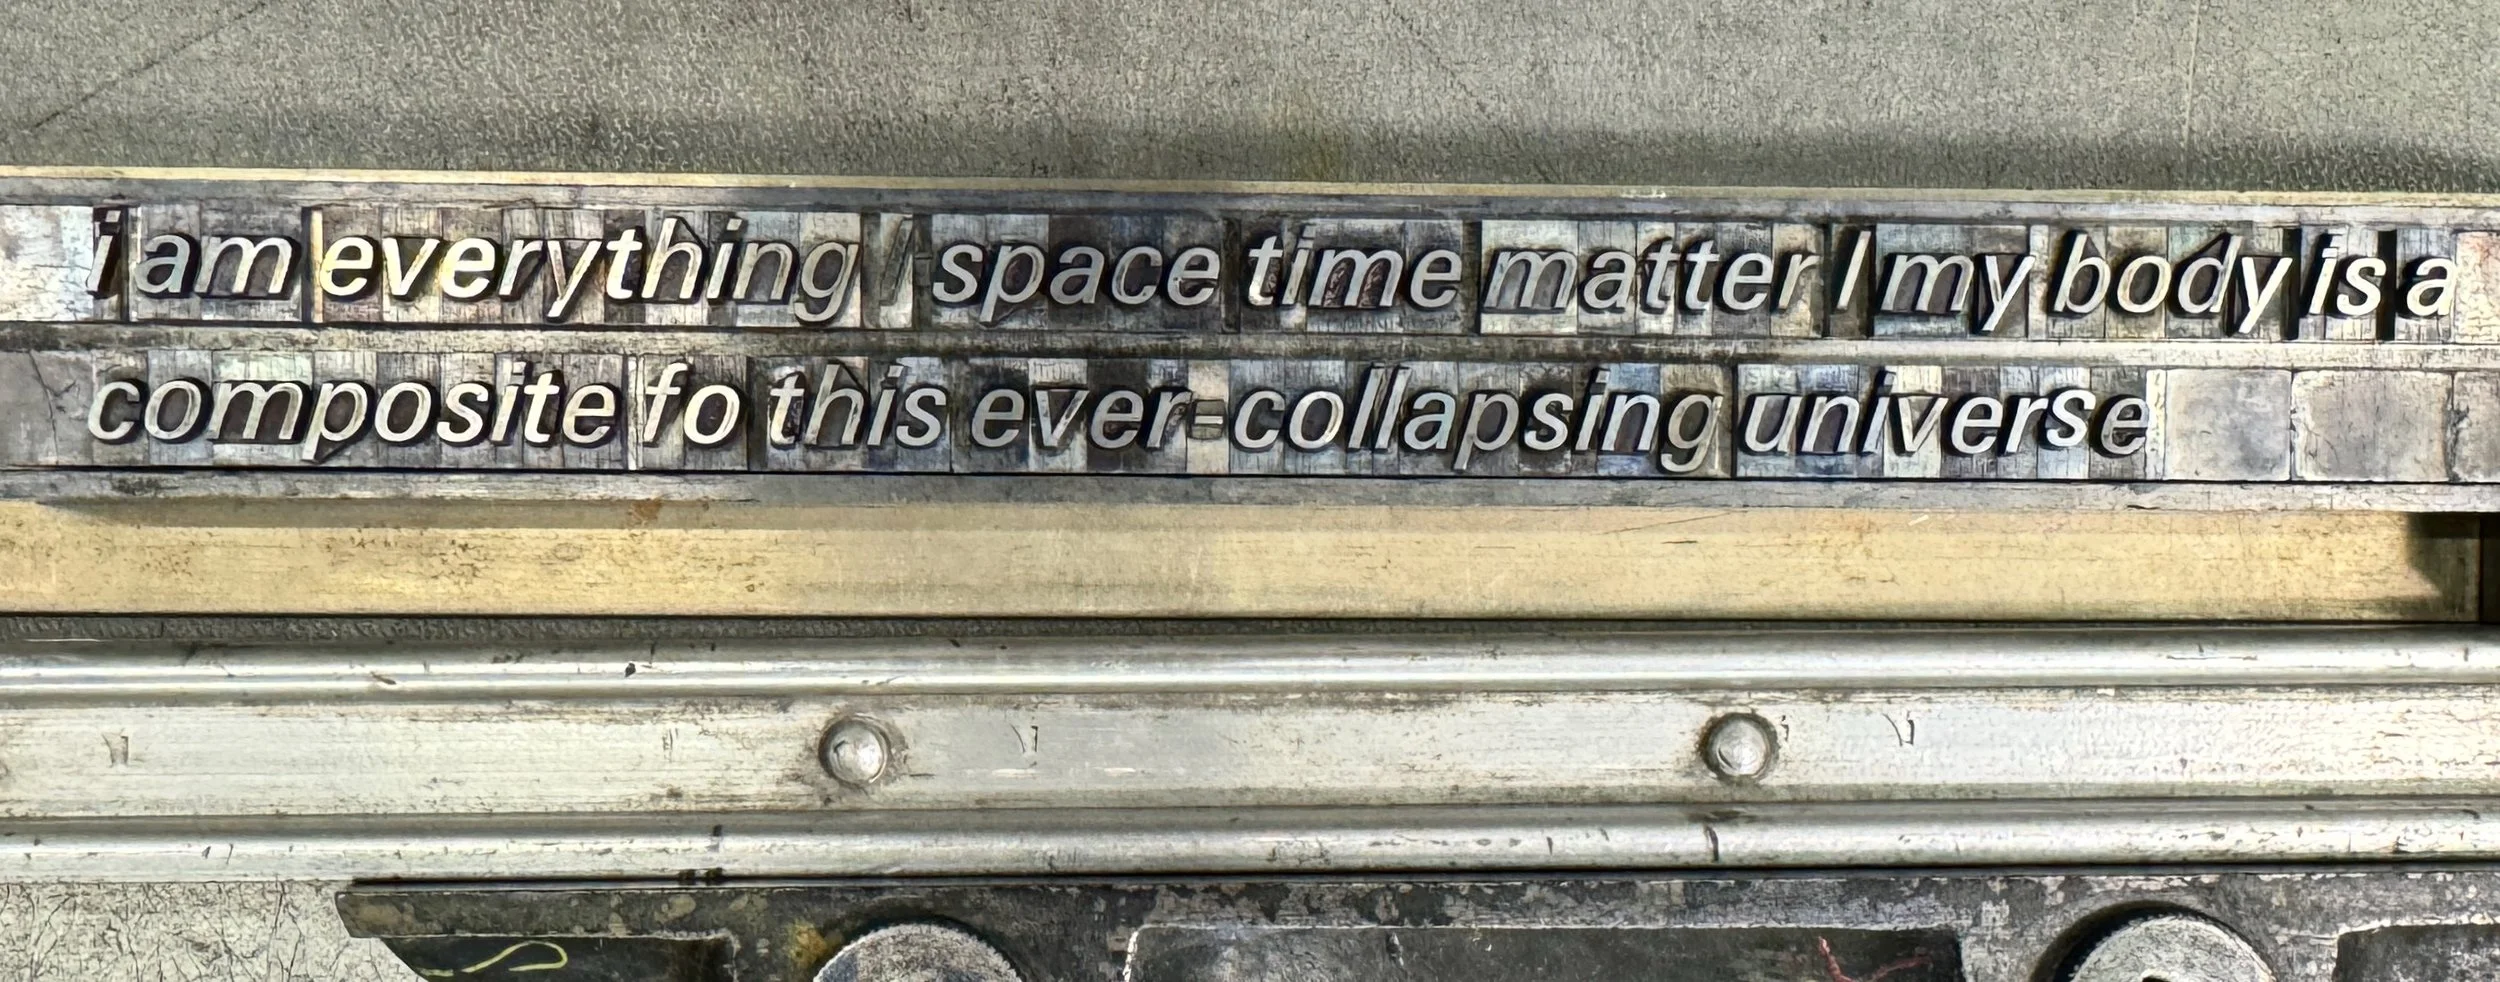 i am everything / space time matter / my body is a
composite fo this ever-collapsing universe